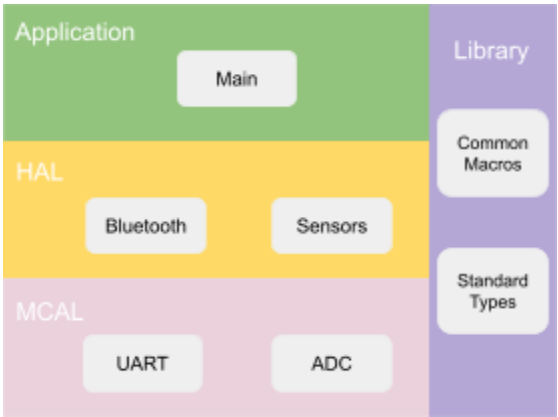 Application
Main
HAL
Bluetooth
Sensors
MCAL
UART
ADC
Library
Common
Macros
Standard
Types